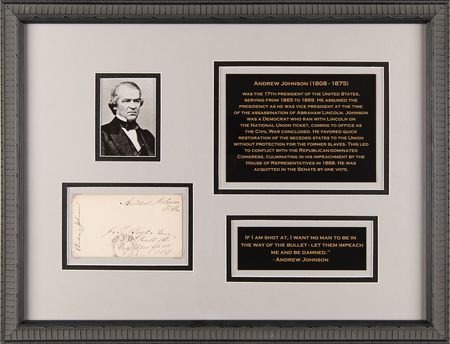 ANDREW JOHNSON (1808 - 1875)
WAS THE 17TH PRESIDENT OF THE UNITED STATES,
SERVING FROM 1865 TO 1869. HE ASSUMED THE
PRESIDENCY AS HE WAS VICE PRESIDENT AT THE TIME
OF THE ASSASSINATION OF ABRAHAM LINCOLN. JOHNSON
WAS A DEMOCRAT WHO RAN WITH LINCOLN ON
THE NATIONAL UNION TICKET, COMING TO OFFICE AS
THE CIVIL WAR CONCLUDED. HE FAVORED QUICK
RESTORATION OF THE SECEDED STATES TO THE UNION
WITHOUT PROTECTION FOR THE FORMER SLAVES. THIS LED
TO CONFLICT WITH THE REPUBLICAN-DOMINATED
CONGRESS, CULMINATING IN HIS IMPEACHMENT BY THE
HOUSE OF REPRESENTATIVES IN 1868. HE WAS
ACQUITTED IN THE SENATE BY ONE VOTE.
Andrew Johnson
Andrew Johnson
IF I AM SHOT AT, I WANT NO MAN TO BE IN
THE WAY OF THE BULLET - LET THEM IMPEACH
ME AND BE DAMNED."
- ANDREW JOHNSON